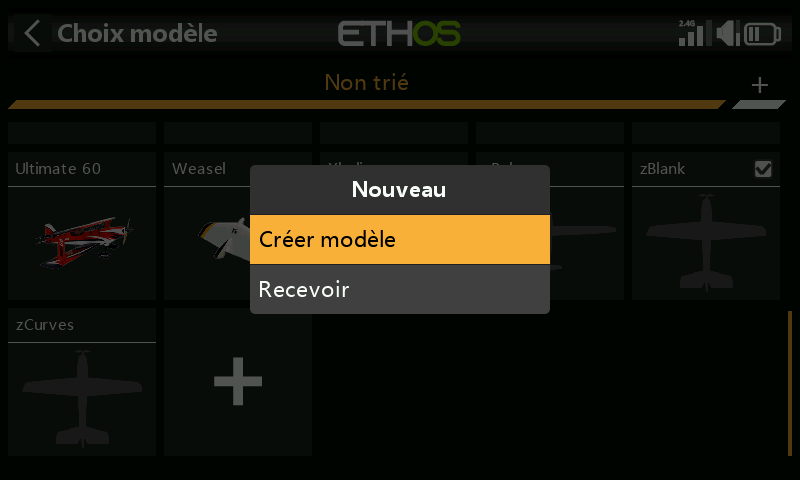 Choix modèle
ETHOS
2.4G
Non trié
+
Ultimate 60
Weasel
zBlank
Nouveau
Créer modèle
Recevoir
zCurves